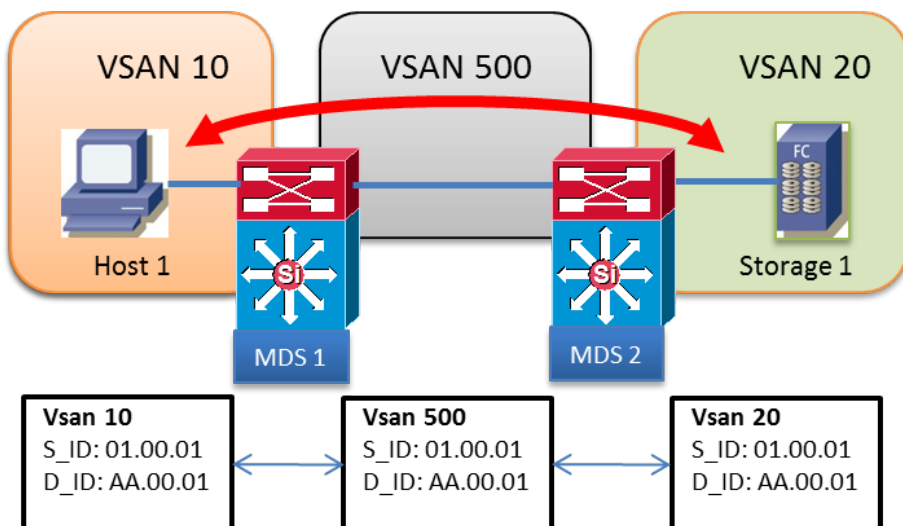 VSAN 10
VSAN 500
VSAN 20
FC
Host 1
Si
Si
Storage 1
MDS 1
MDS 2
Vsan 10
S_ID: 01.00.01
D_ID: AA.00.01
Vsan 500
S_ID: 01.00.01
D_ID: AA.00.01
Vsan 20
S_ID: 01.00.01
D_ID: AA.00.01